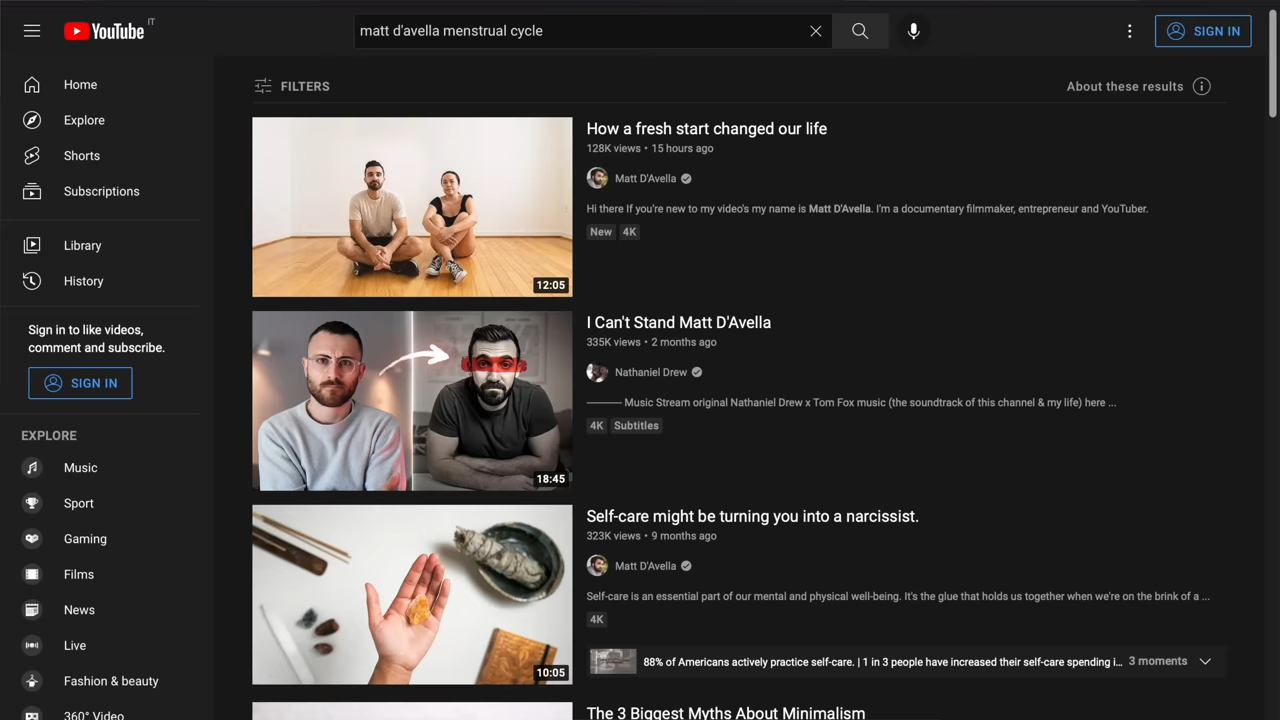 YouTube IT
matt d'avella menstrual cycle
SIGN IN
Home
Explore
Shorts
Subscriptions
Library
History
Sign in to like videos,
comment and subscribe.
SIGN IN
EXPLORE
Music
Sport
Gaming
Films
News
Live
Fashion & beauty
360° Video
FILTERS
About these results
12:05
How a fresh start changed our life
128K views • 15 hours ago
Matt D'Avella
Hi there If you're new to my video's my name is Matt D'Avella. I'm a documentary filmmaker, entrepreneur and YouTuber.
New 4K
18:45
I Can't Stand Matt D'Avella
335K views • 2 months ago
Nathaniel Drew
——— Music Stream original Nathaniel Drew x Tom Fox music (the soundtrack of this channel & my life) here ...
4K Subtitles
10:05
Self-care might be turning you into a narcissist.
323K views • 9 months ago
Matt D'Avella
Self-care is an essential part of our mental and physical well-being. It's the glue that holds us together when we're on the brink of a ...
4K
88% of Americans actively practice self-care. | 1 in 3 people have increased their self-care spending i... 3 moments
The 3 Biggest Myths About Minimalism